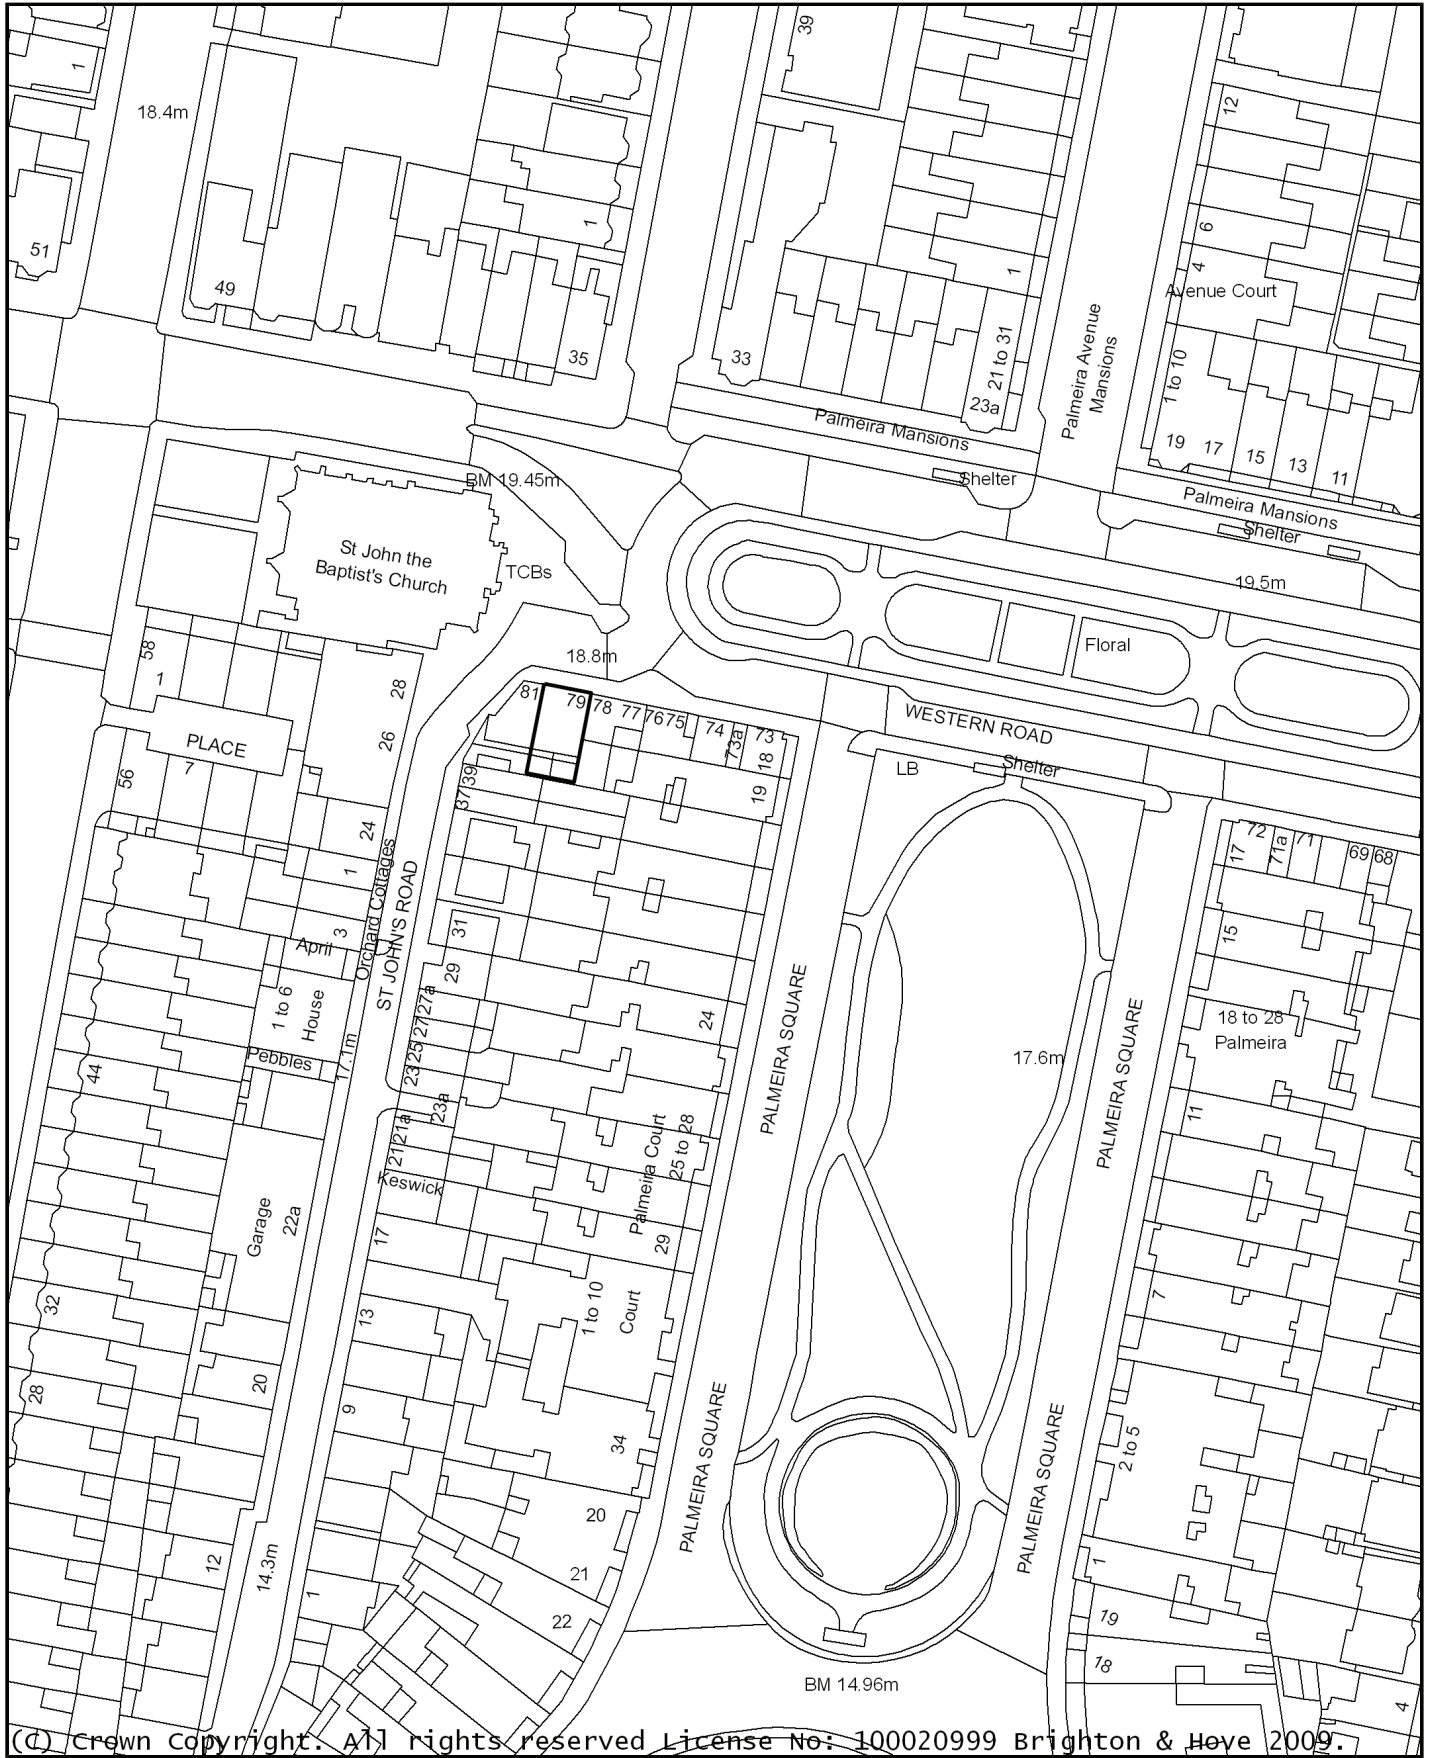 39
1
18.4m
12
51
49
1
35
33
1
21 to 31
23a
6
4
Avenue Court
Palmeira Avenue
Mansions
1 to 10
19
17
15
13
11
Palmeira Mansions
Shelter
Palmeira Mansions
Shelter
BM 19.45m
St John the
Baptist's Church
TCBs
19.5m
Floral
18.8m
58
1
28
26
81
79
78
77
76
75
74
73a
73
18
19
WESTERN ROAD
Shelter
LB
PLACE
7
56
39
37
24
1
3
Orchard Cottages
ST JOHN'S ROAD
April
1 to 6
House
Pebbles
17.1m
31
29
27a
27
25
23
23a
21a
21
Keswick
17
13
9
1
24
Palmeira Court
25 to 28
29
1 to 10
Court
34
20
21
22
PALMEIRA SQUARE
PALMEIRA SQUARE
PALMEIRA SQUARE
PALMEIRA SQUARE
17.6m
72
71a
71
69
68
17
15
18 to 28
Palmeira
11
7
2 to 5
1
19
18
4
44
32
28
Garage
22a
20
12
14.3m
BM 14.96m
(C) Crown Copyright. All rights reserved License No: 100020999 Brighton & Hove 2009.